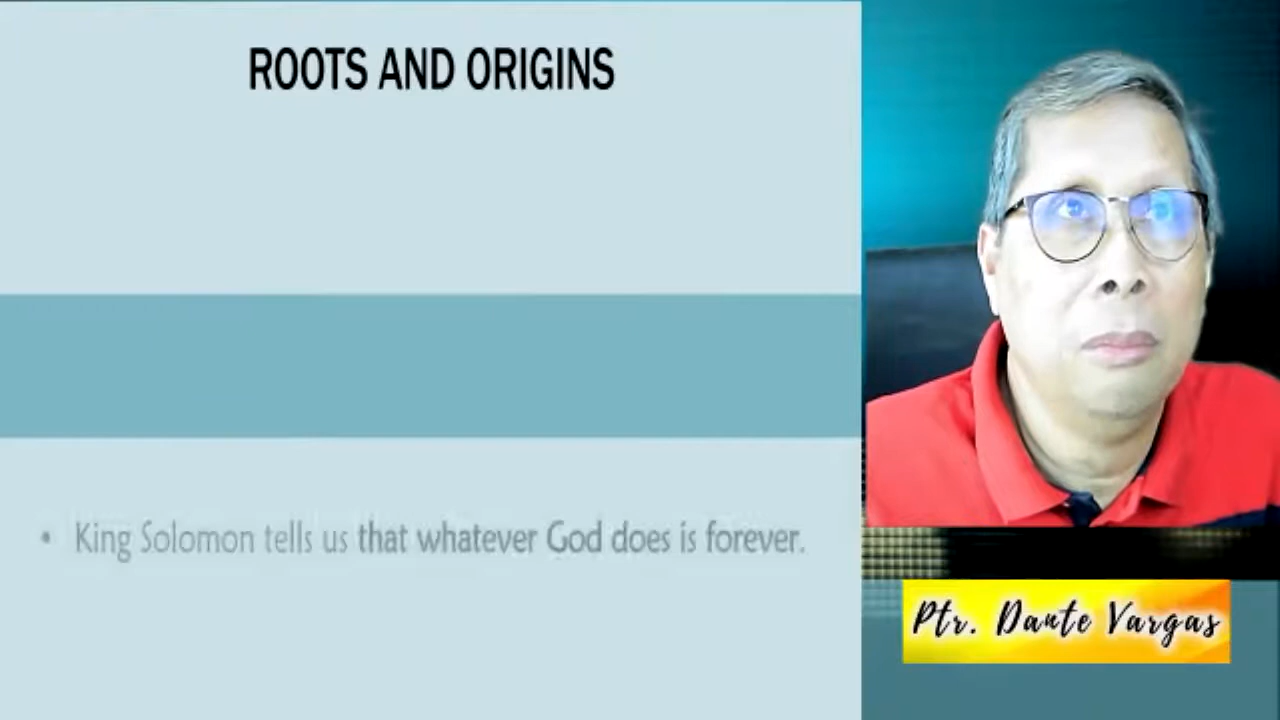 ROOTS AND ORIGINS
• King Solomon tells us that whatever God does is forever.
Ptr. Dante Vargas